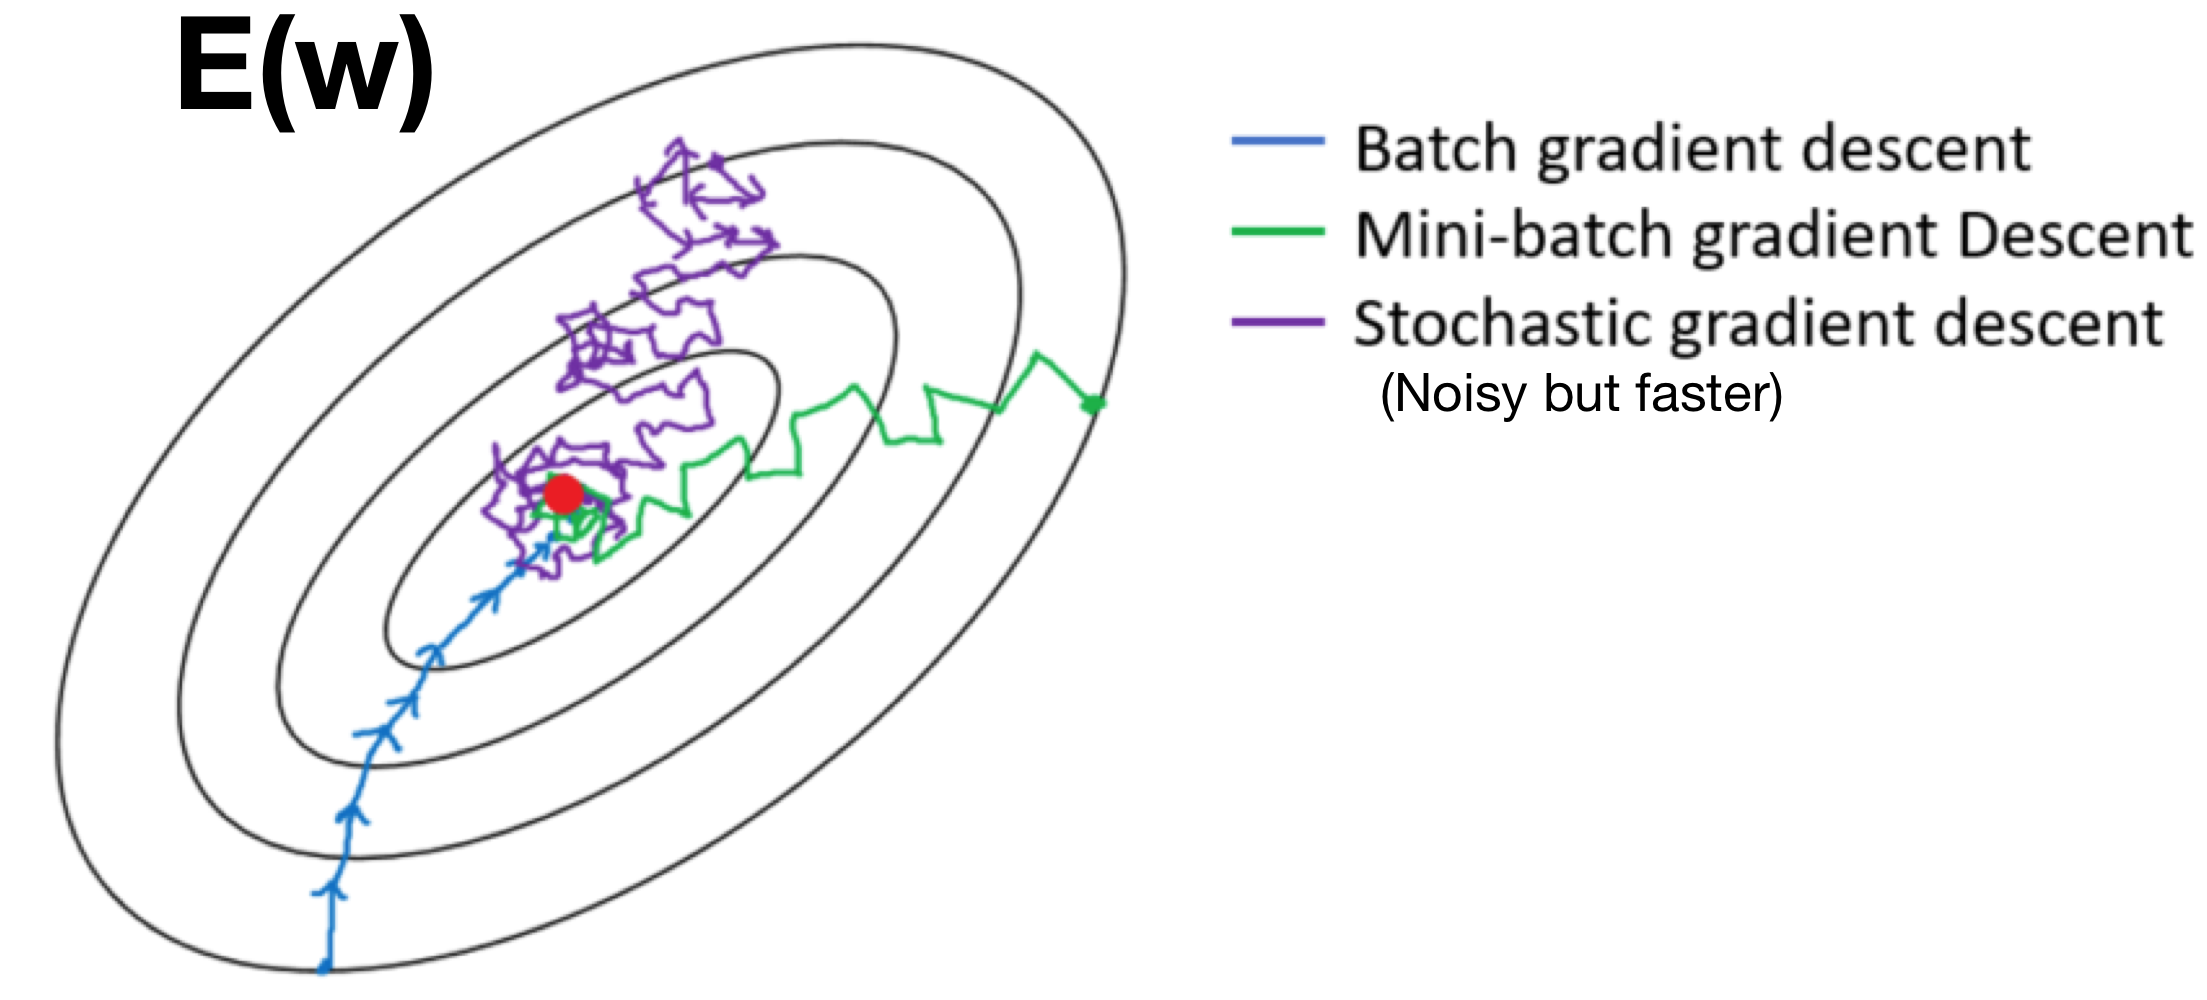 E(w)
Batch gradient descent
Mini-batch gradient Descent
Stochastic gradient descent
(Noisy but faster)